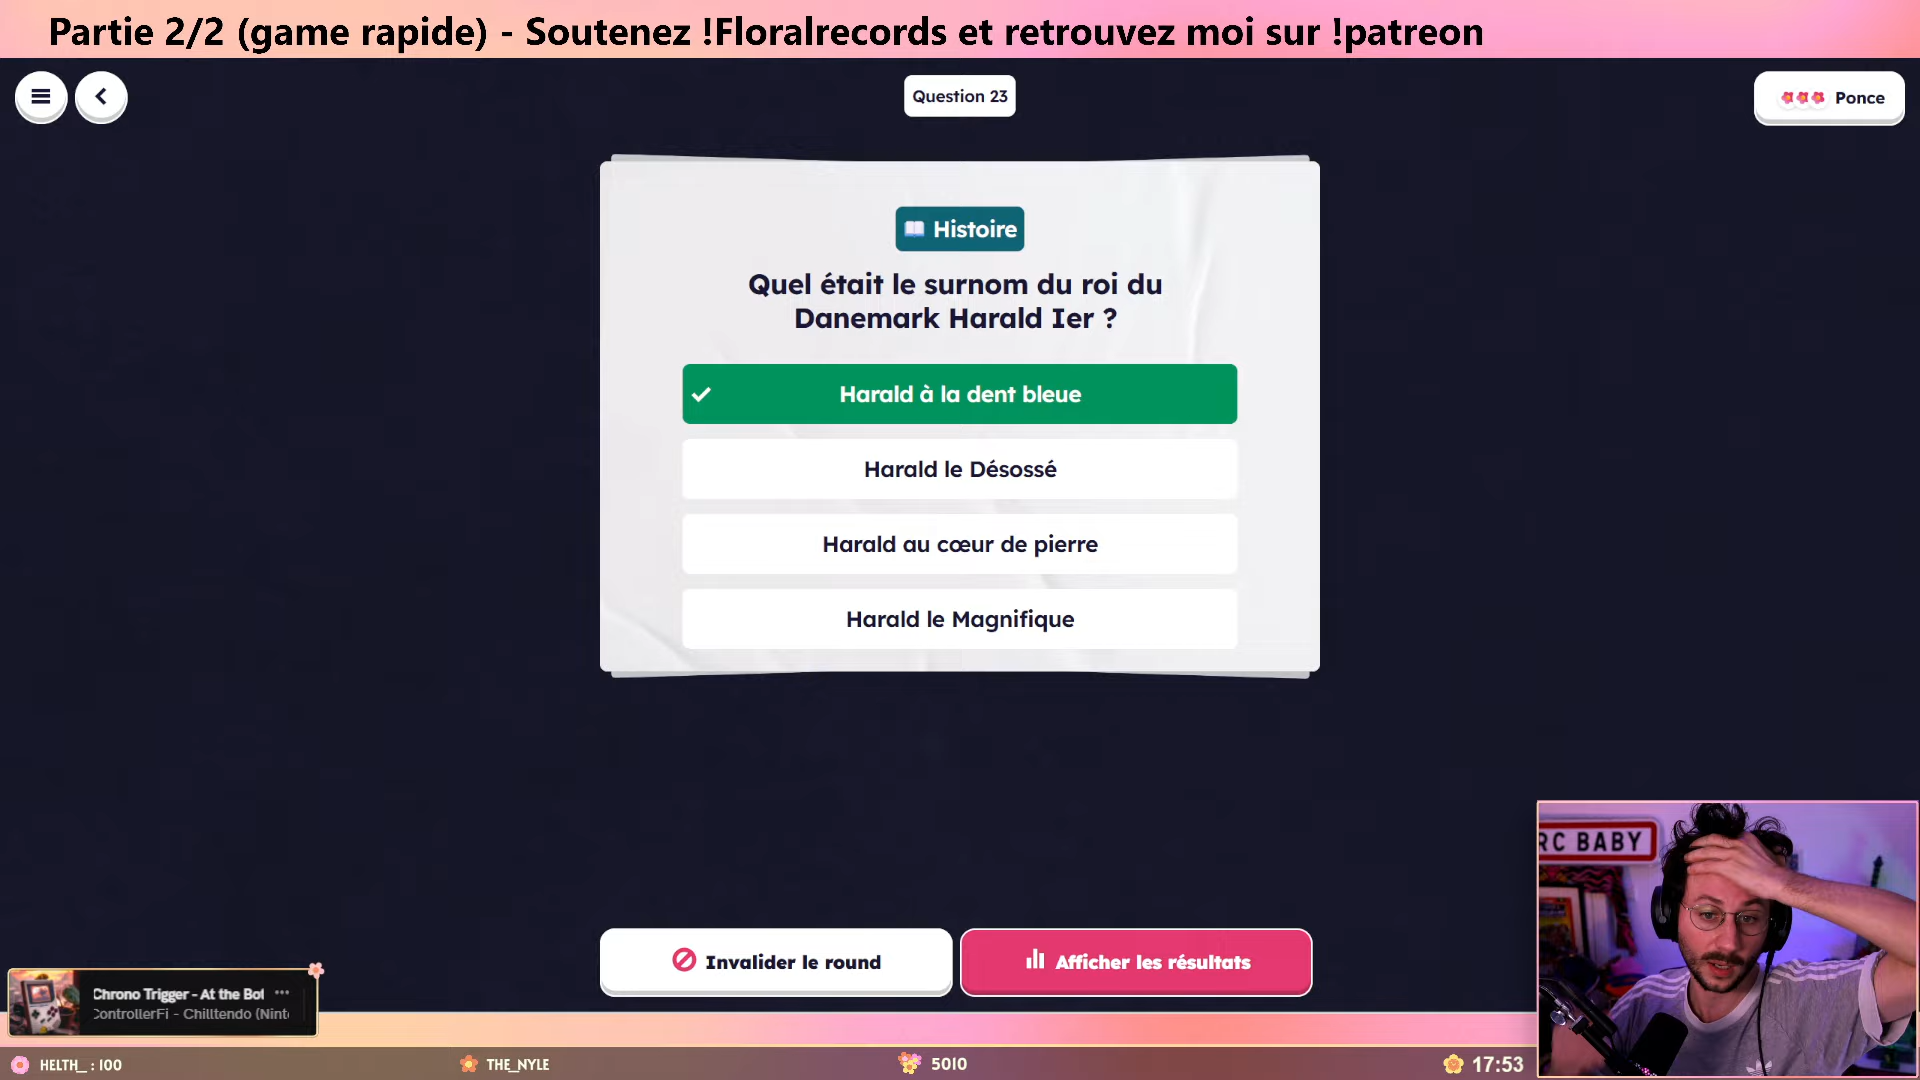 Partie 2/2 (game rapide) - Soutenez !Floralrecords et retrouvez moi sur !patreon
Question 23
Ponce
Histoire
Quel était le surnom du roi du
Danemark Harald Ier ?
Harald à la dent bleue
Harald le Désossé
Harald au cœur de pierre
Harald le Magnifique
RC BABY
Invalider le round
Afficher les résultats
Chrono Trigger - At the Bot
ControllerFi - Chilltendo (Nint
HELTH_ : 100
THE_NYLE
5010
17:53